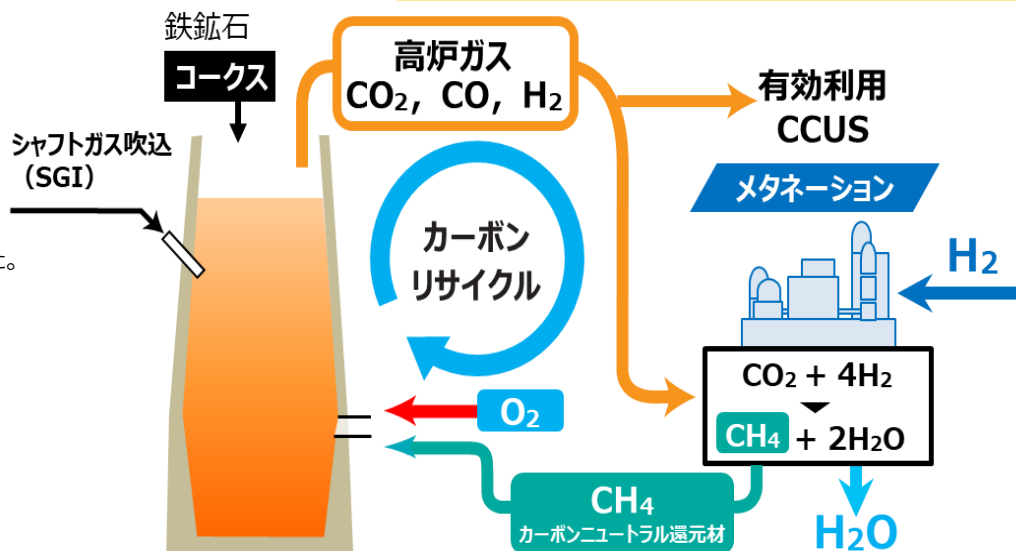 鉄鉱石
コークス
シャフトガス吹込
(SGI)
た。
高炉ガス
CO₂, CO, H₂
有効利用
CCUS
メタネーション
カーボン
リサイクル
H₂
CO₂ + 4H₂
CH₄ + 2H₂O
O₂
CH₄
カーボンニュートラル還元材
H₂O